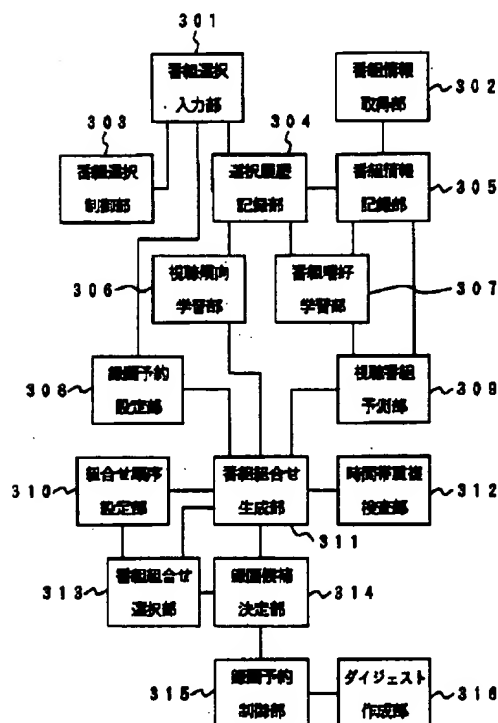 301
番組選択
入力部
番組情報
取得部
302
303
304
番組選択
制御部
選択履歴
記録部
番組情報
記録部
305
306
視聴傾向
学習部
番組嗜好
学習部
307
308
録画予約
設定部
視聴番組
予測部
309
310
組合せ順序
設定部
番組組合せ
生成部
311
時間帯重複
検査部
312
313
番組組合せ
選択部
録画候補
決定部
314
315
録画予約
制御部
ダイジェスト
作成部
316